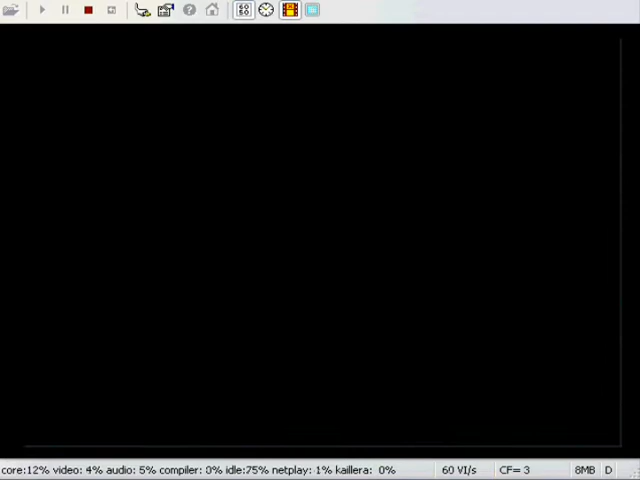 core:12% video: 4% audio: 5% compiler: 0% idle:75% netplay: 1% kaillera: 0% 60 VI/s CF= 3 8MB D